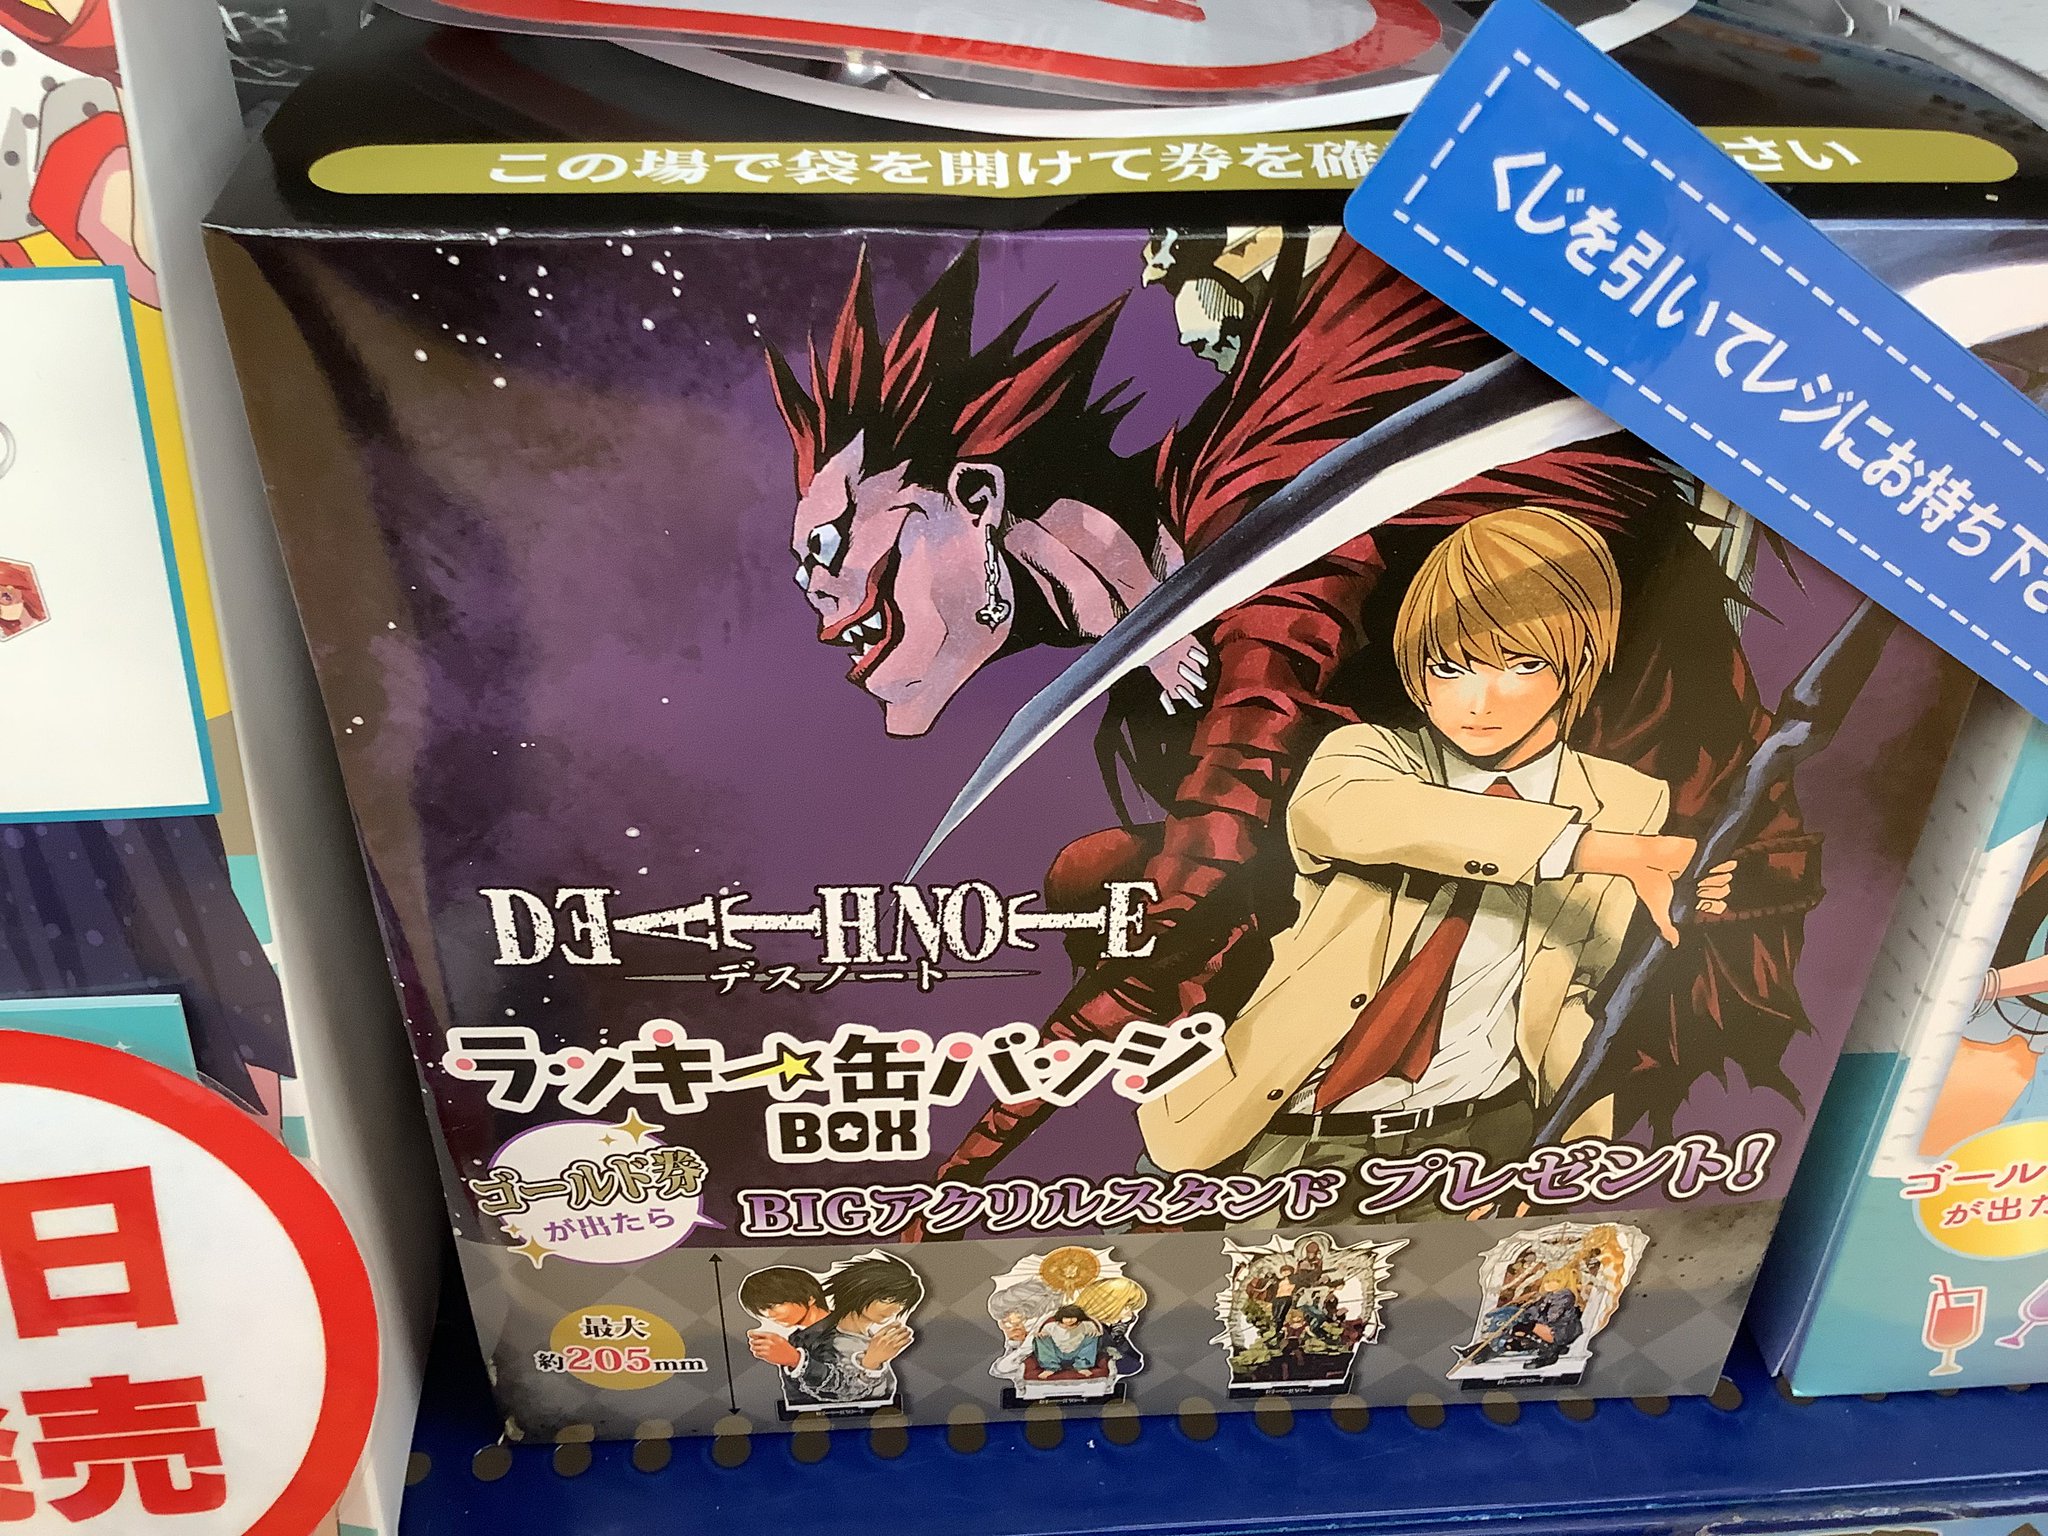 この場で袋を開けて券を確
さい
くじを引いてレジにお持ち下さ
DEATHNOTE
デスノート
ラッキー缶バッジ
BOX
ゴールド券
が出たら
BIGアクリルスタンド プレゼント!
最大
約205mm
日
発売
ゴール
が出た